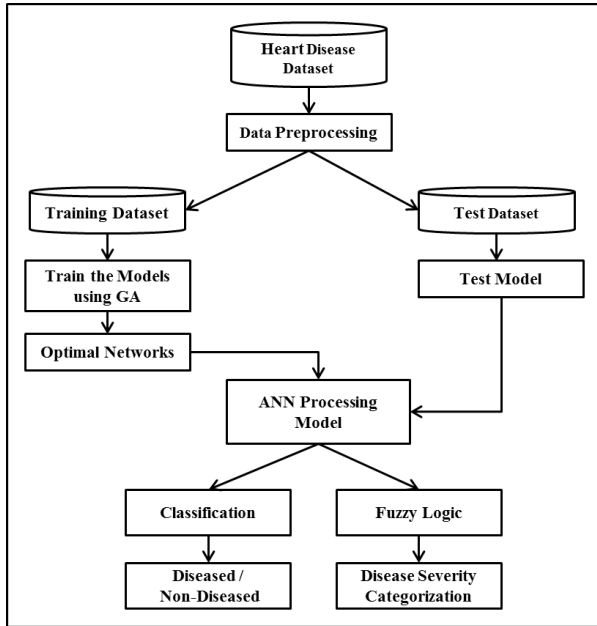 Heart Disease
Dataset
Data Preprocessing
Training Dataset
Test Dataset
Train the Models
using GA
Test Model
Optimal Networks
ANN Processing
Model
Classification
Fuzzy Logic
Diseased /
Non-Diseased
Disease Severity
Categorization